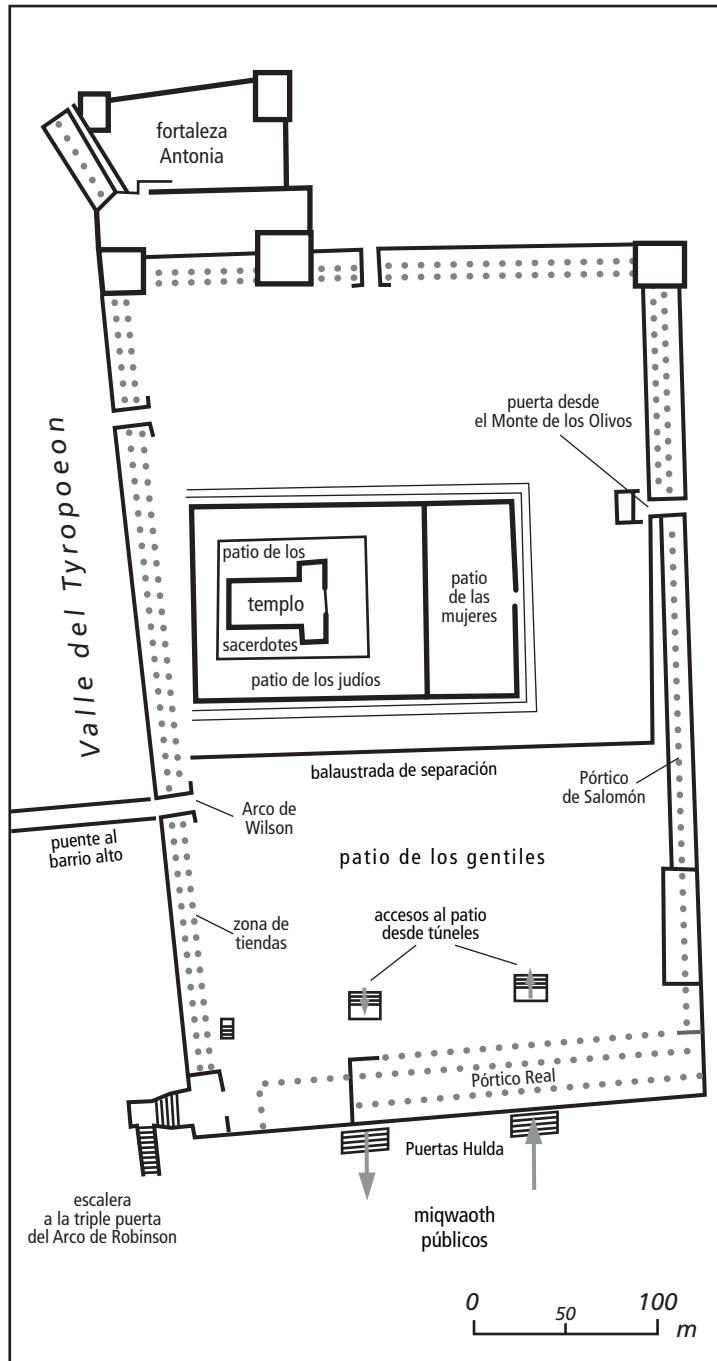 fortaleza
Antonia
puerta desde
el Monte de los Olivos
Valle del Tyropoeon
patio de los
templo
sacerdotes
patio de los judíos
patio
de las
mujeres
balaustrada de separación
Pórtico
de Salomón
Arco de
Wilson
puente al
barrio alto
patio de los gentiles
zona de
tiendas
accesos al patio
desde túneles
Pórtico Real
Puertas Hulda
escalera
a la triple puerta
del Arco de Robinson
miqwaoth
públicos
0 50 100
m